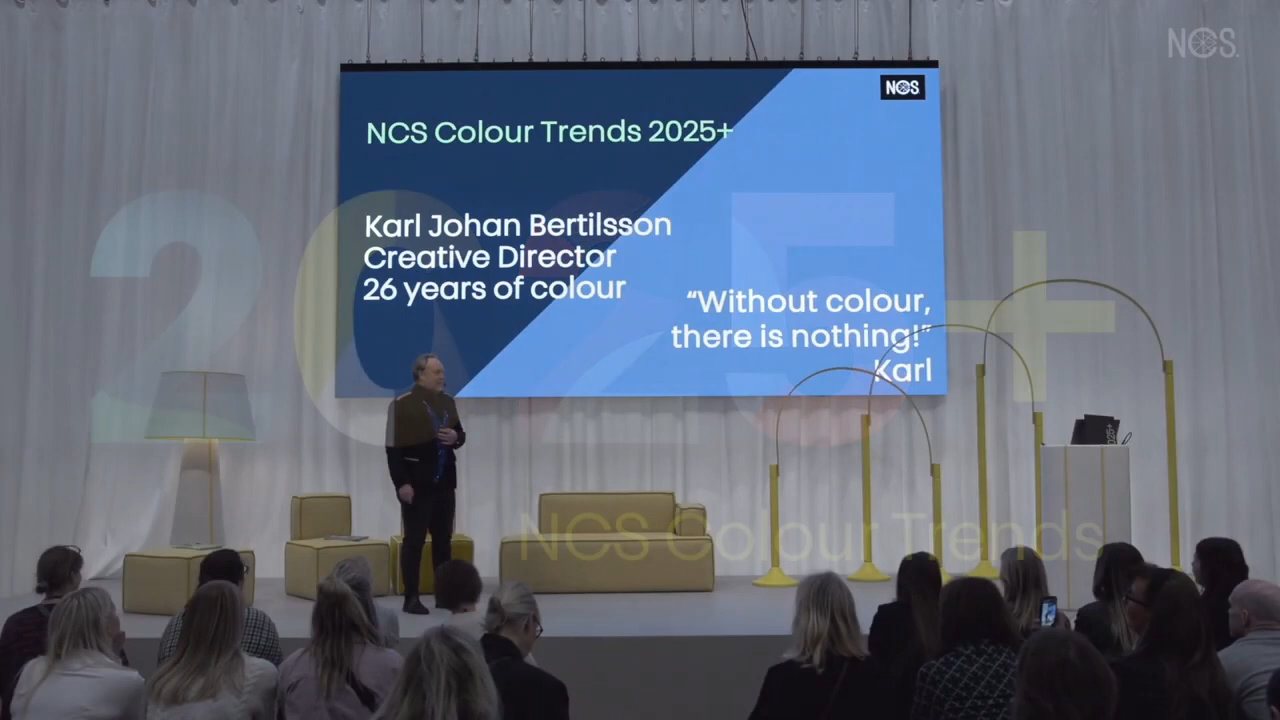 NCS
NCS
NCS Colour Trends 2025+
Karl Johan Bertilsson
Creative Director
26 years of colour
“Without colour,
there is nothing!”
Karl
2025+
NCS Colour Trends
2025+